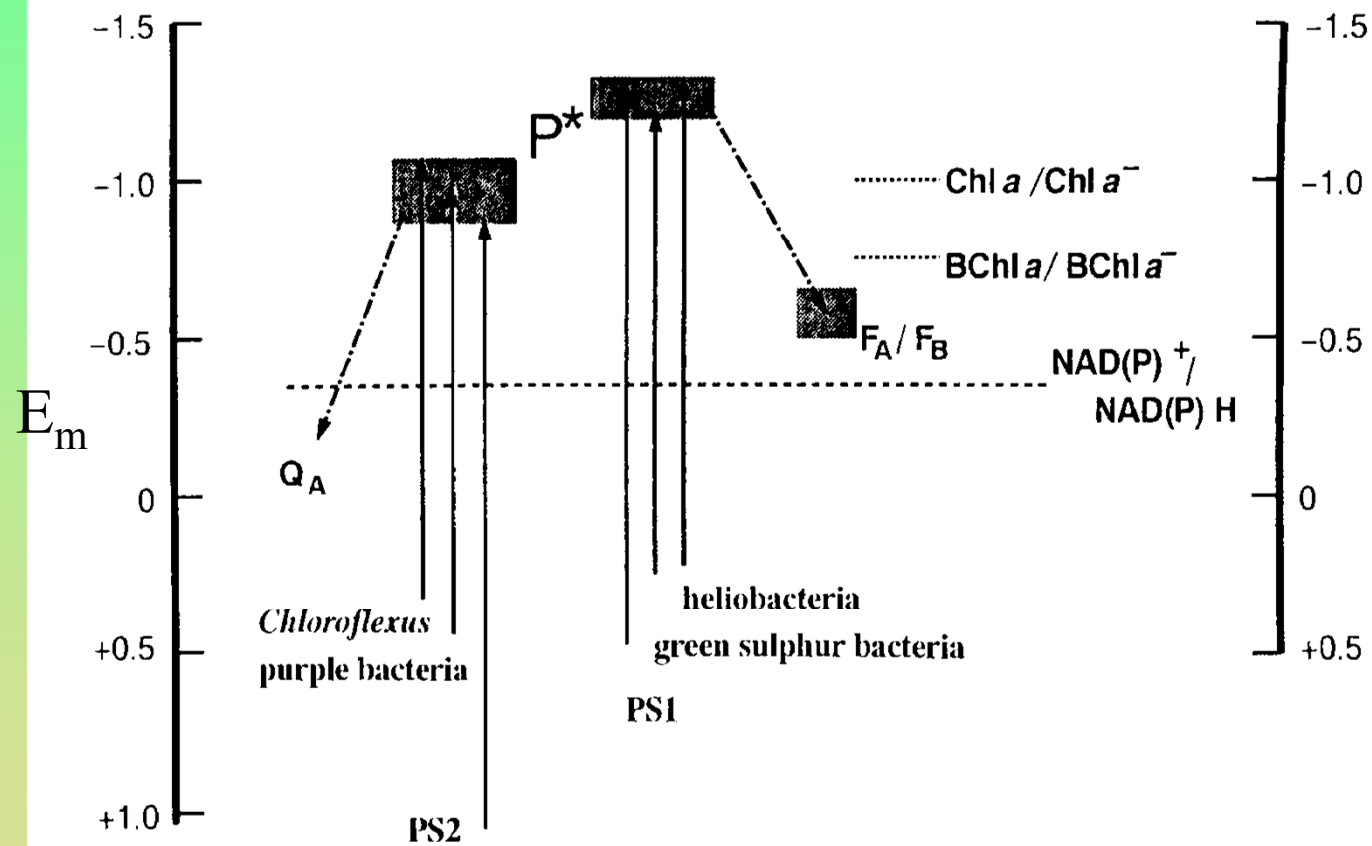 −1.5
−1.0
−0.5
0
+0.5
+1.0
E_m
P*
Q_A
Chloroflexus
purple bacteria
PS2
heliobacteria
green sulphur bacteria
PS1
Chl a /Chl a⁻
BChl a/ BChl a⁻
F_A/ F_B
NAD(P) ⁺/
NAD(P) H
−1.5
−1.0
−0.5
0
+0.5